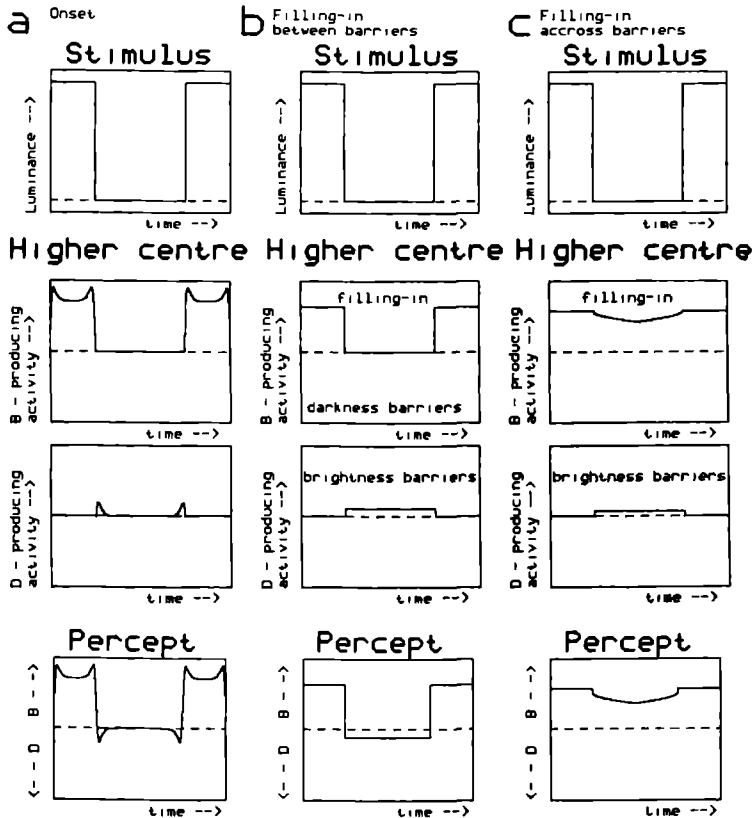 a Onset
b Filling-in
between barriers
c Filling-in
accross barriers
Stimulus Stimulus Stimulus
Luminance --> Luminance --> Luminance -->
time --> time --> time -->
Higher centre Higher centre Higher centre
B - producing
activity -->
B - producing
activity -->
B - producing
activity -->
filling-in filling-in
darkness barriers
time --> time --> time -->
D - producing
activity -->
D - producing
activity -->
D - producing
activity -->
brightness barriers brightness barriers
time --> time --> time -->
Percept Percept Percept
<-- D - B --> <-- D - B --> <-- D - B -->
time --> time --> time -->